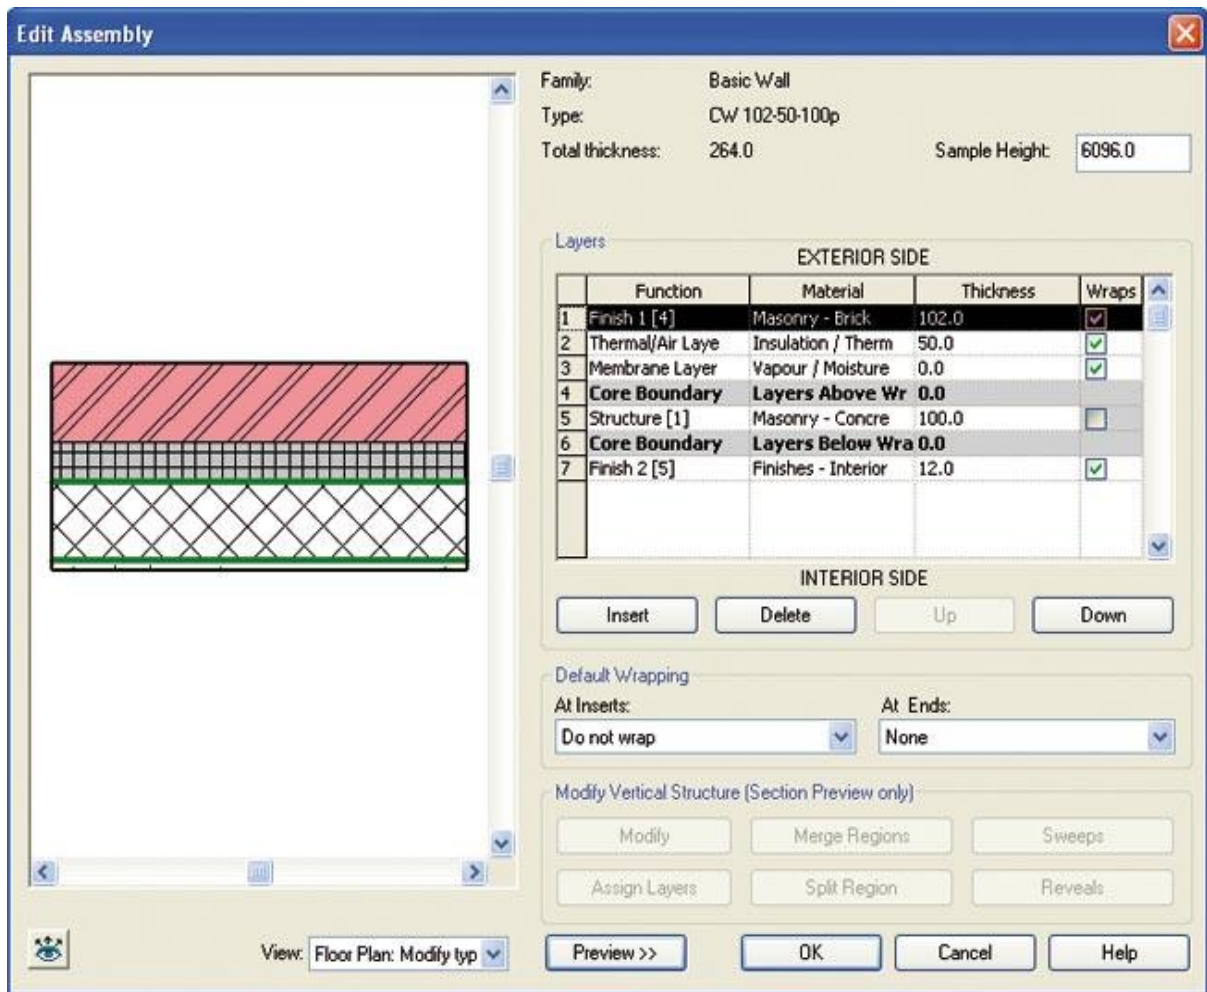 Edit Assembly
Family: Basic Wall
Type: CW 102-50-100p
Total thickness: 264.0 Sample Height: 6096.0
Layers
EXTERIOR SIDE
Function Material Thickness Wraps
1 Finish 1 [4] Masonry - Brick 102.0
2 Thermal/Air Laye Insulation / Therm 50.0
3 Membrane Layer Vapour / Moisture 0.0
4 Core Boundary Layers Above Wr 0.0
5 Structure [1] Masonry - Concre 100.0
6 Core Boundary Layers Below Wra 0.0
7 Finish 2 [5] Finishes - Interior 12.0
INTERIOR SIDE
Insert Delete Up Down
Default Wrapping
At Inserts: At Ends:
Do not wrap None
Modify Vertical Structure (Section Preview only)
Modify Merge Regions Sweeps
Assign Layers Split Region Reveals
View: Floor Plan: Modify typ Preview >> OK Cancel Help